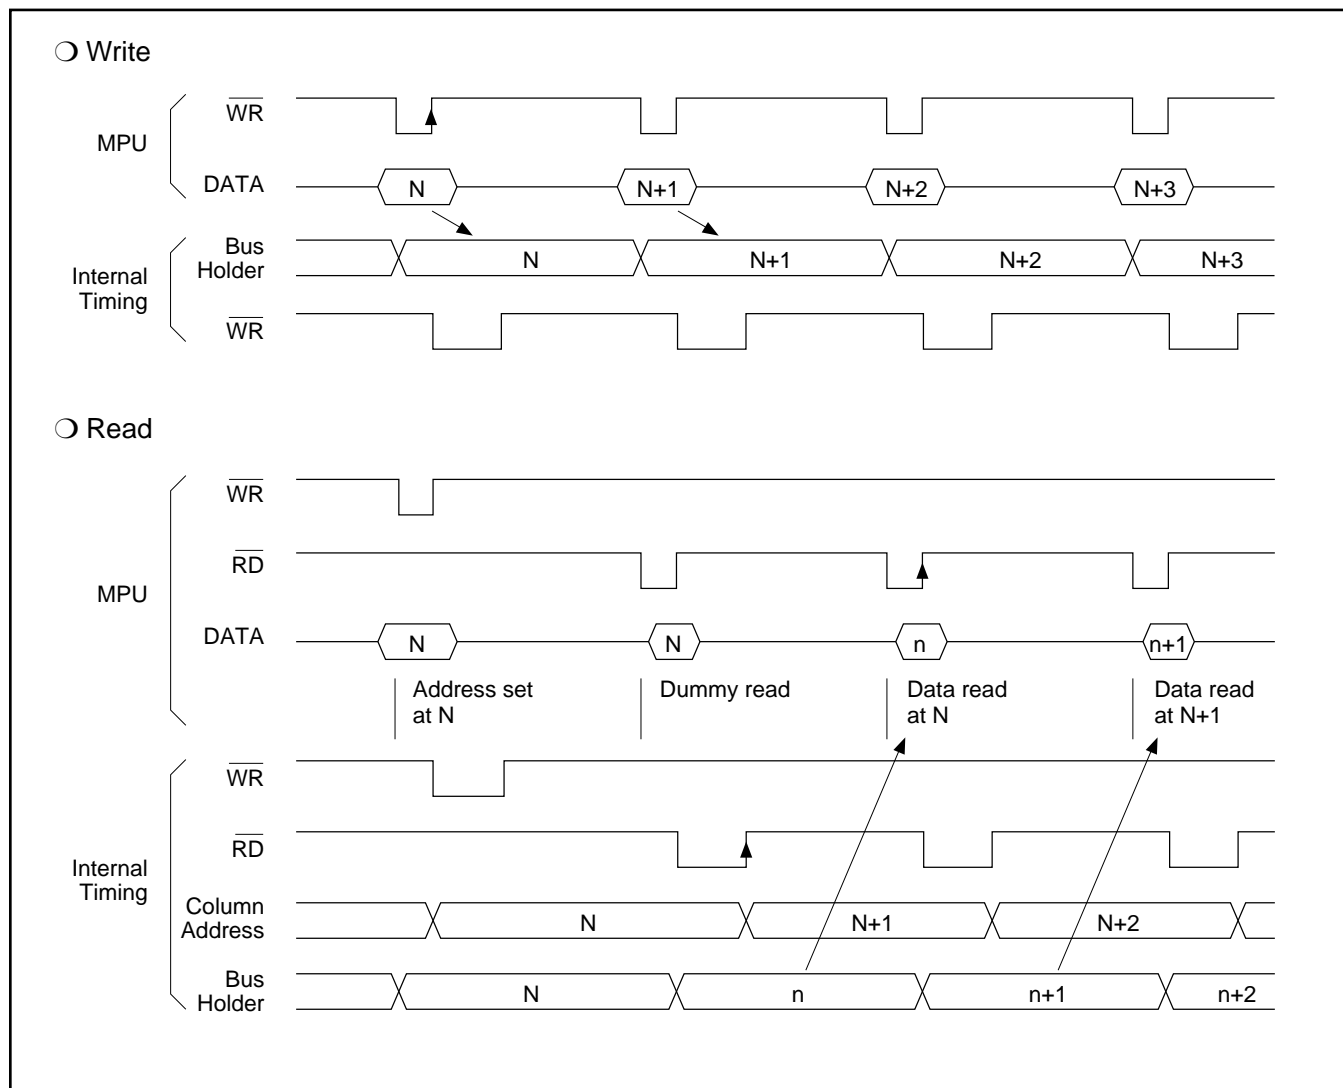 ❍ Write
MPU
WR
DATA
N
N+1
N+2
N+3
Internal
Timing
Bus
Holder
N
N+1
N+2
N+3
WR
❍ Read
MPU
WR
RD
DATA
N
N
n
n+1
Address set
at N
Dummy read
Data read
at N
Data read
at N+1
Internal
Timing
WR
RD
Column
Address
N
N+1
N+2
Bus
Holder
N
n
n+1
n+2